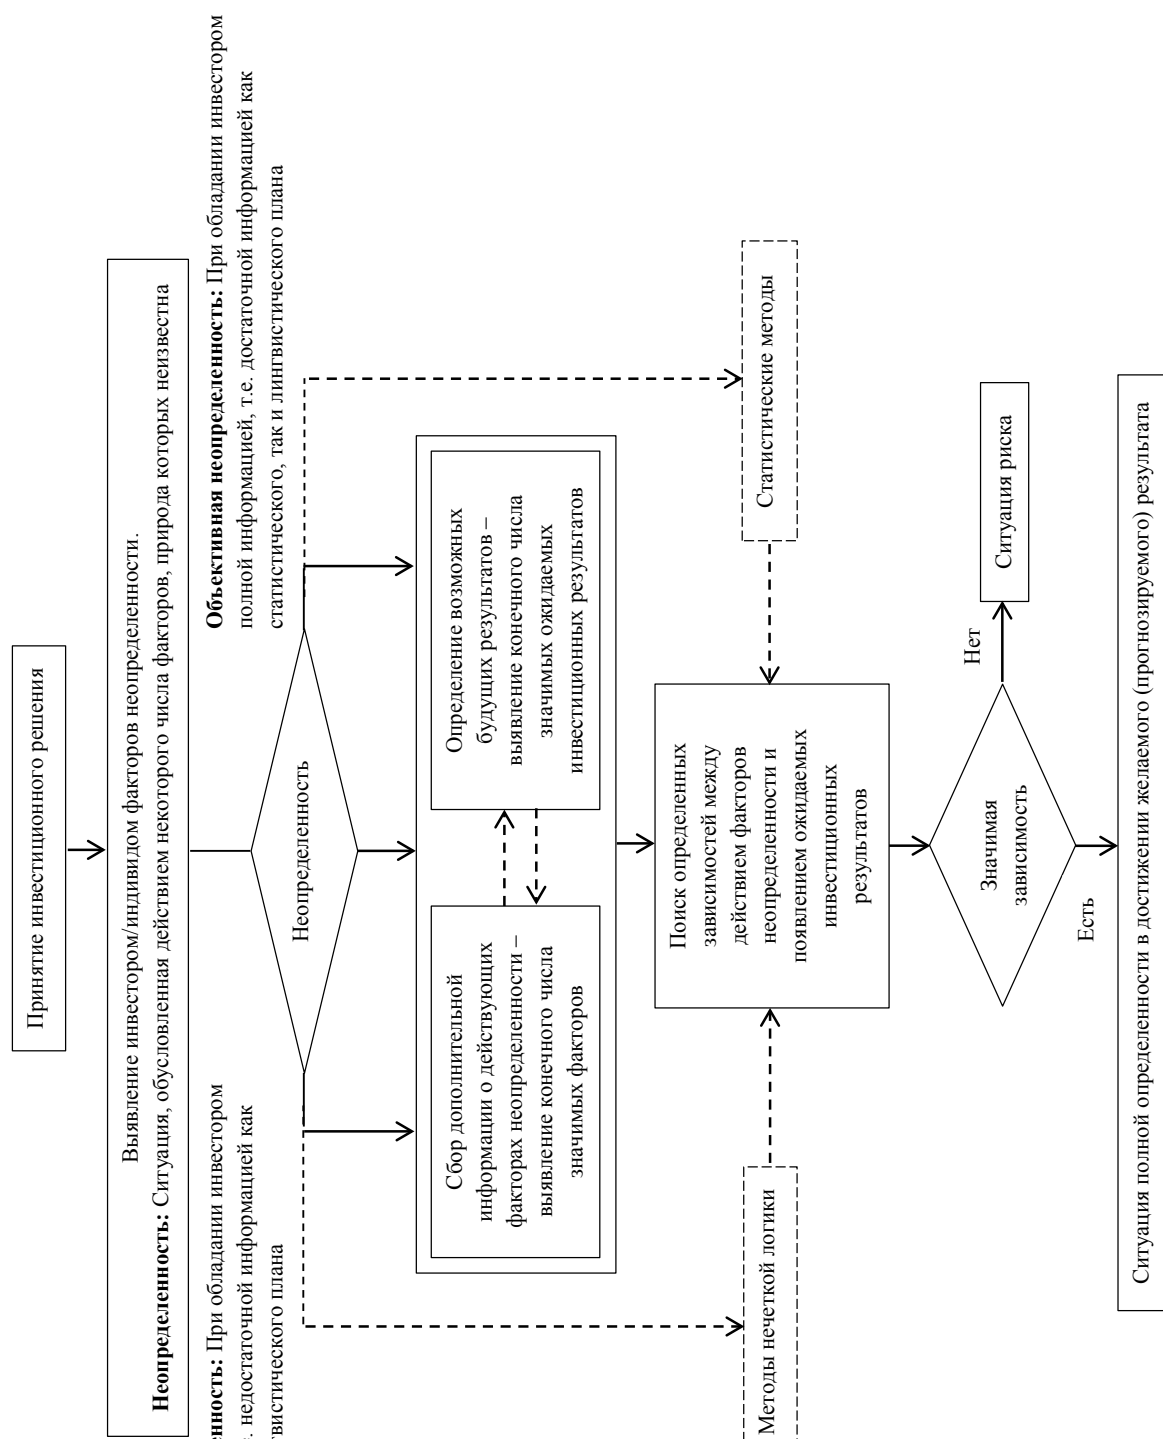 Принятие инвестиционного решения
Выявление инвестором/индивидом факторов неопределенности.
Неопределенность: Ситуация, обусловленная действием некоторого числа факторов, природа которых неизвестна
При обладании инвестором
недостаточной информацией как
плана
Объективная неопределенность: При обладании инвестором
полной информацией, т.е. достаточной информацией как
статистического, так и лингвистического плана
Неопределенность
Сбор дополнительной
информации о действующих
факторах неопределенности –
выявление конечного числа
значимых факторов
Определение возможных
будущих результатов –
выявление конечного числа
значимых ожидаемых
инвестиционных результатов
Методы нечеткой логики
Поиск определенных
зависимостей между
действием факторов
неопределенности и
появлением ожидаемых
инвестиционных
результатов
Статистические методы
Значимая
зависимость
Нет
Ситуация риска
Есть
Ситуация полной определенности в достижении желаемого (прогнозируемого) результата